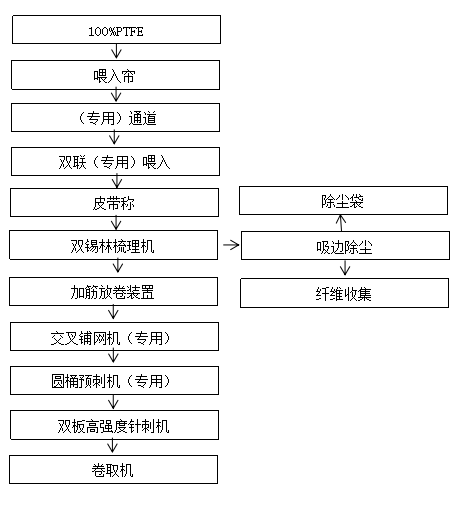 100%PTFE
喂入帘
（专用）通道
双联（专用）喂入
皮带称
除尘袋
双锡林梳理机
吸边除尘
加筋放卷装置
纤维收集
交叉铺网机（专用）
圆桶预刺机（专用）
双板高强度针刺机
卷取机